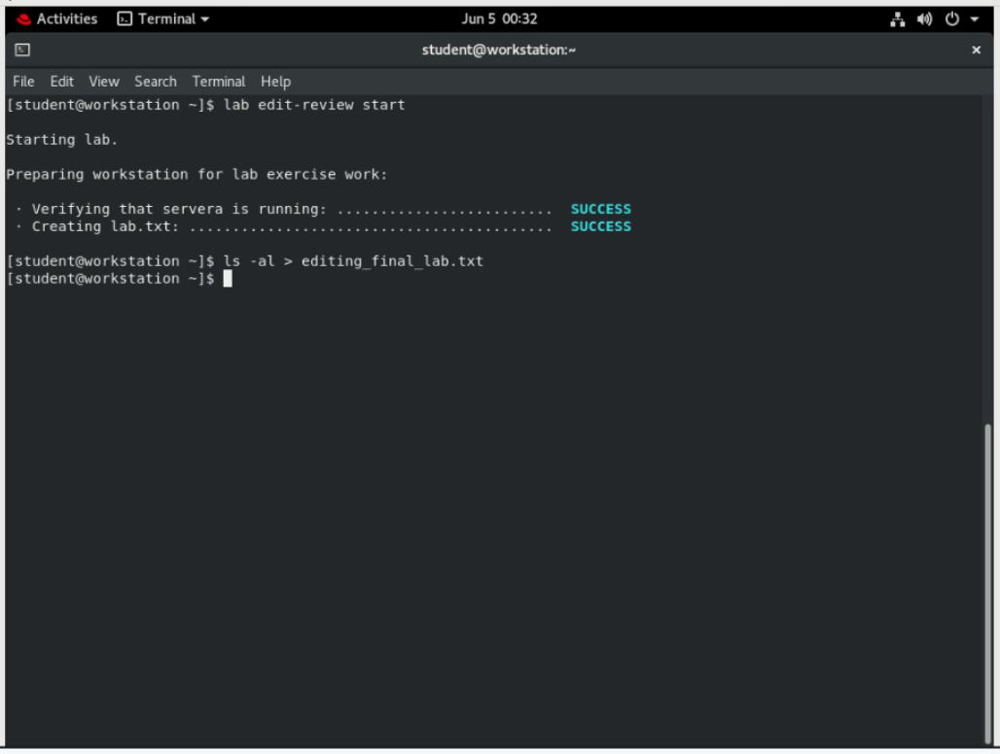 Activities Terminal Jun 5 00:32
student@workstation:~ ×
File Edit View Search Terminal Help
[student@workstation ~]$ lab edit-review start
Starting lab.
Preparing workstation for lab exercise work:
· Verifying that servera is running: ......................... SUCCESS
· Creating lab.txt: .......................................... SUCCESS
[student@workstation ~]$ ls -al > editing_final_lab.txt
[student@workstation ~]$